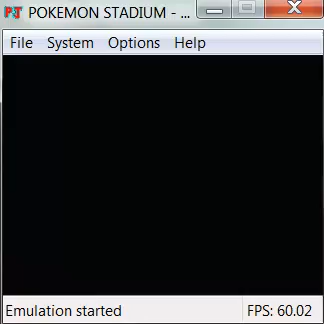 POKEMON STADIUM - ...
File System Options Help
Emulation started FPS: 60.02